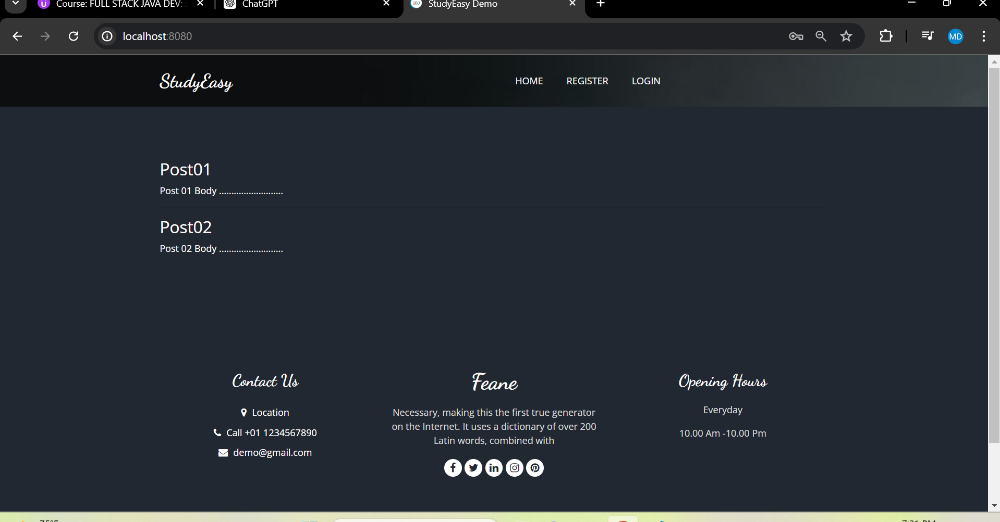 Course: FULL STACK JAVA DEV:
ChatGPT
StudyEasy Demo
localhost:8080
MD
StudyEasy
HOME REGISTER LOGIN
Post01
Post 01 Body ..........................
Post02
Post 02 Body ..........................
Contact Us
Location
Call +01 1234567890
demo@gmail.com
Feane
Necessary, making this the first true generator
on the Internet. It uses a dictionary of over 200
Latin words, combined with
Opening Hours
Everyday
10.00 Am -10.00 Pm